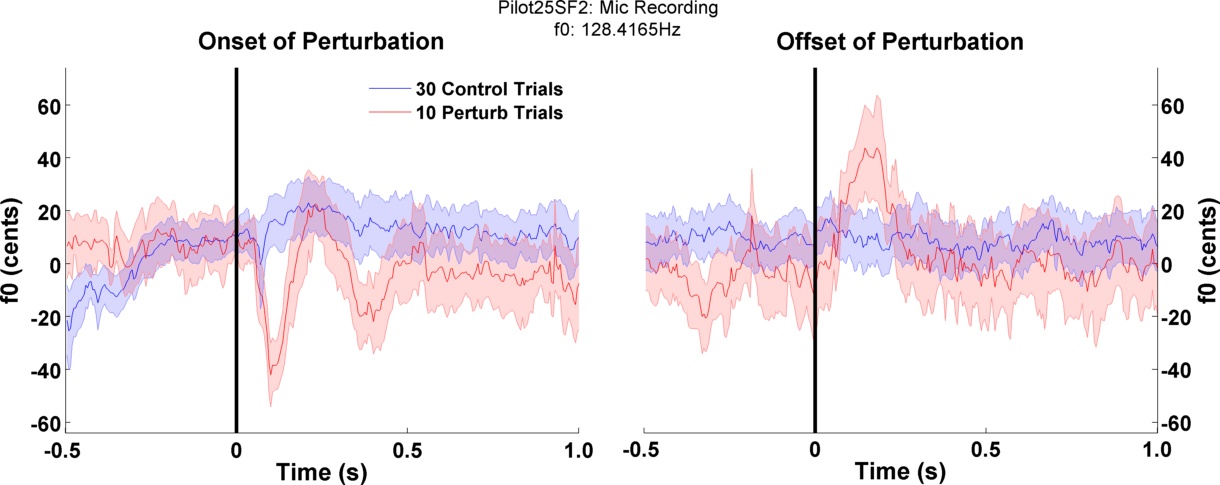 Pilot25SF2: Mic Recording
f0: 128.4165Hz
Onset of Perturbation
30 Control Trials
10 Perturb Trials
f0 (cents)
60
40
20
0
-20
-40
-60
-0.5
0
0.5
1.0
Time (s)
Offset of Perturbation
60
40
20
0
-20
-40
-60
f0 (cents)
-0.5
0
0.5
1.0
Time (s)